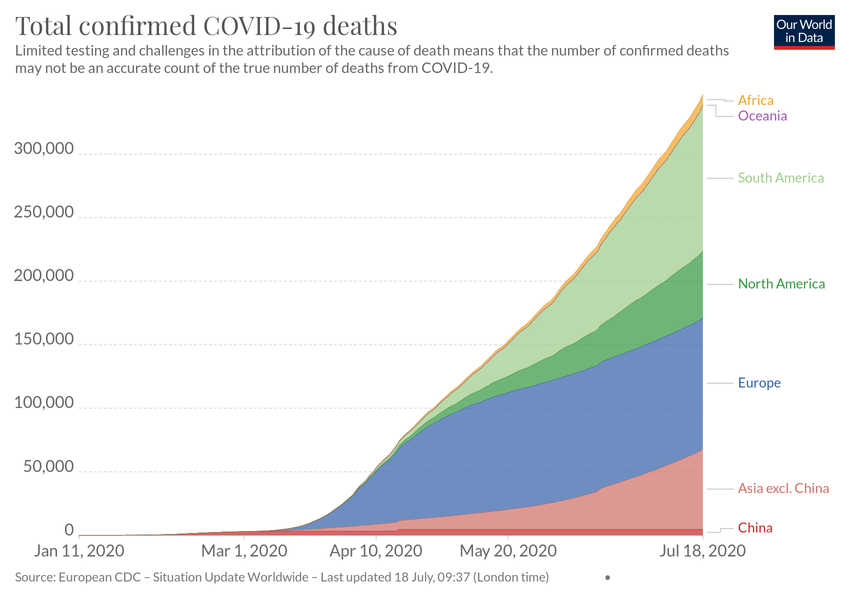 Total confirmed COVID-19 deaths
Our World
in Data
Limited testing and challenges in the attribution of the cause of death means that the number of confirmed deaths
may not be an accurate count of the true number of deaths from COVID-19.
Africa
Oceania
300,000
South America
250,000
200,000
North America
150,000
Europe
100,000
50,000
Asia excl. China
China
0
Jan 11, 2020 Mar 1, 2020 Apr 10, 2020 May 20, 2020 Jul 18, 2020
Source: European CDC – Situation Update Worldwide – Last updated 18 July, 09:37 (London time)